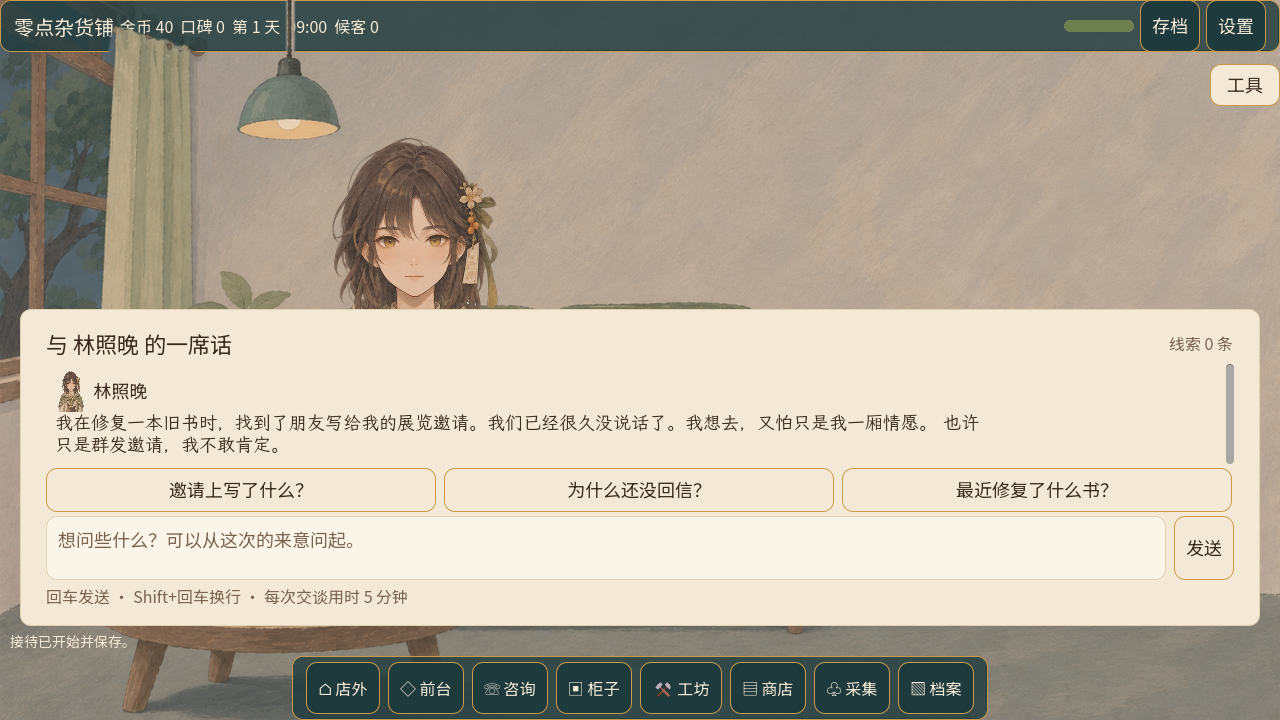 零点杂货铺 金币 40 口碑 0 第 1 天 9:00 候客 0
存档
设置
工具
与 林照晚 的一席话
线索 0 条
林照晚
我在修复一本旧书时，找到了朋友写给我的展览邀请。我们已经很久没说话了。我想去，又怕只是我一厢情愿。 也许
只是群发邀请，我不敢肯定。
邀请上写了什么？
为什么还没回信？
最近修复了什么书？
想问些什么？可以从这次的来意问起。
发送
回车发送 · Shift+回车换行 · 每次交谈用时 5 分钟
接待已开始并保存。
店外
前台
咨询
柜子
工坊
商店
采集
档案